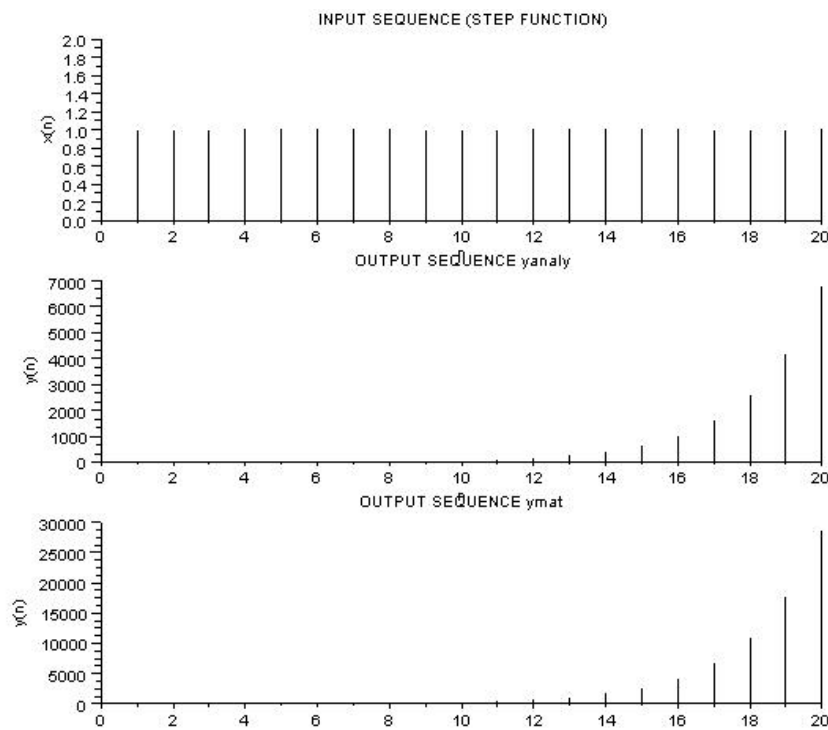 INPUT SEQUENCE (STEP FUNCTION)
2.0
1.8
1.6
1.4
1.2
1.0
0.8
0.6
0.4
0.2
0.0
x(n)
0 2 4 6 8 10 12 14 16 18 20
n
OUTPUT SEQUENCE yanaly
7000
6000
5000
4000
3000
2000
1000
0
y(n)
0 2 4 6 8 10 12 14 16 18 20
n
OUTPUT SEQUENCE ymat
30000
25000
20000
15000
10000
5000
0
y(n)
0 2 4 6 8 10 12 14 16 18 20